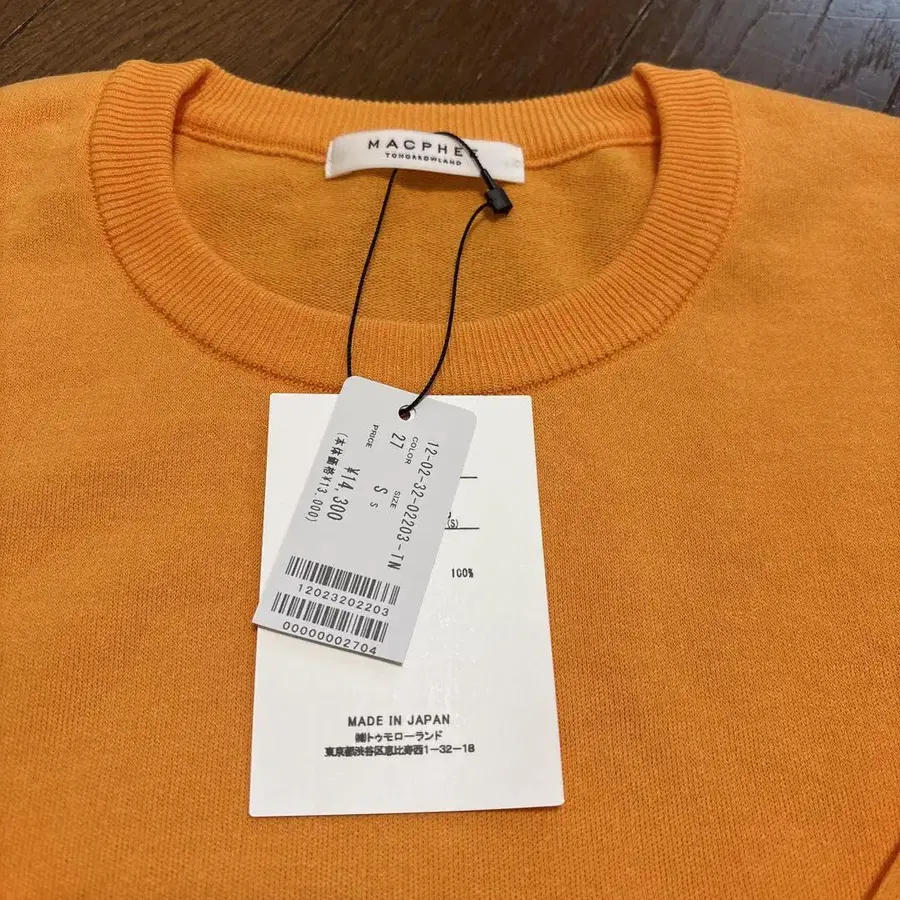 MACPHEE
TOMORROWLAND
12-02-32-02203-TN
COLOR SIZE
27 S S
PRICE ¥14,300
(本体価格¥13,000)
12023202203
00000002704
(S)
100%
MADE IN JAPAN
㈱トゥモローランド
東京都渋谷区恵比寿西1-32-18